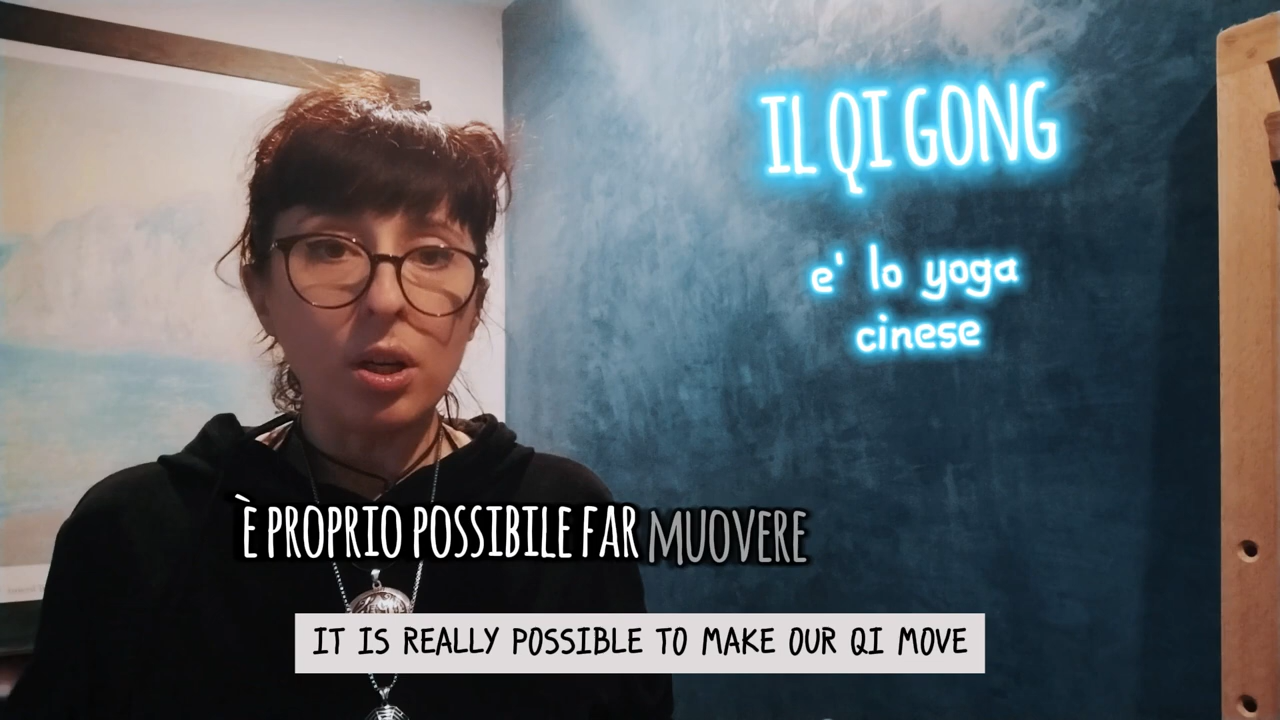 IL QI GONG
e' lo yoga
cinese
È PROPRIO POSSIBILE FAR MUOVERE
IT IS REALLY POSSIBLE TO MAKE OUR QI MOVE